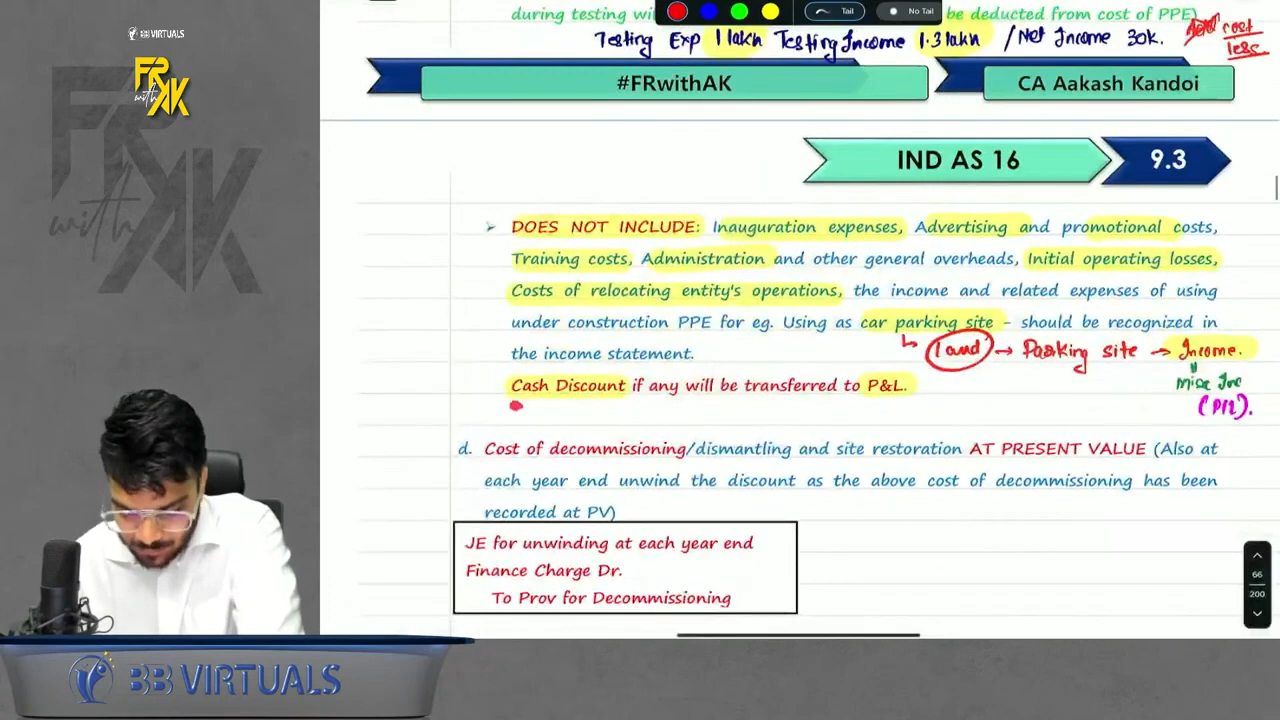 BB VIRTUALS
FR
with
AK
FR
with
AK
Tail
No Tail
during testing
be deducted from cost of PPE)
Testing Exp 1 lakh Testing Income 1.3 lakh / Net Income 30k.
cost
less
#FRwithAK
CA Aakash Kandoi
IND AS 16
9.3
DOES NOT INCLUDE: Inauguration expenses, Advertising and promotional costs,
Training costs, Administration and other general overheads, Initial operating losses,
Costs of relocating entity's operations, the income and related expenses of using
under construction PPE for eg. Using as car parking site - should be recognized in
the income statement.
Land → Parking site → Income.
misc Inc
(P/L).
Cash Discount if any will be transferred to P&L.
d. Cost of decommissioning/dismantling and site restoration AT PRESENT VALUE (Also at
each year end unwind the discount as the above cost of decommissioning has been
recorded at PV)
JE for unwinding at each year end
Finance Charge Dr.
To Prov for Decommissioning
66
200
BB VIRTUALS